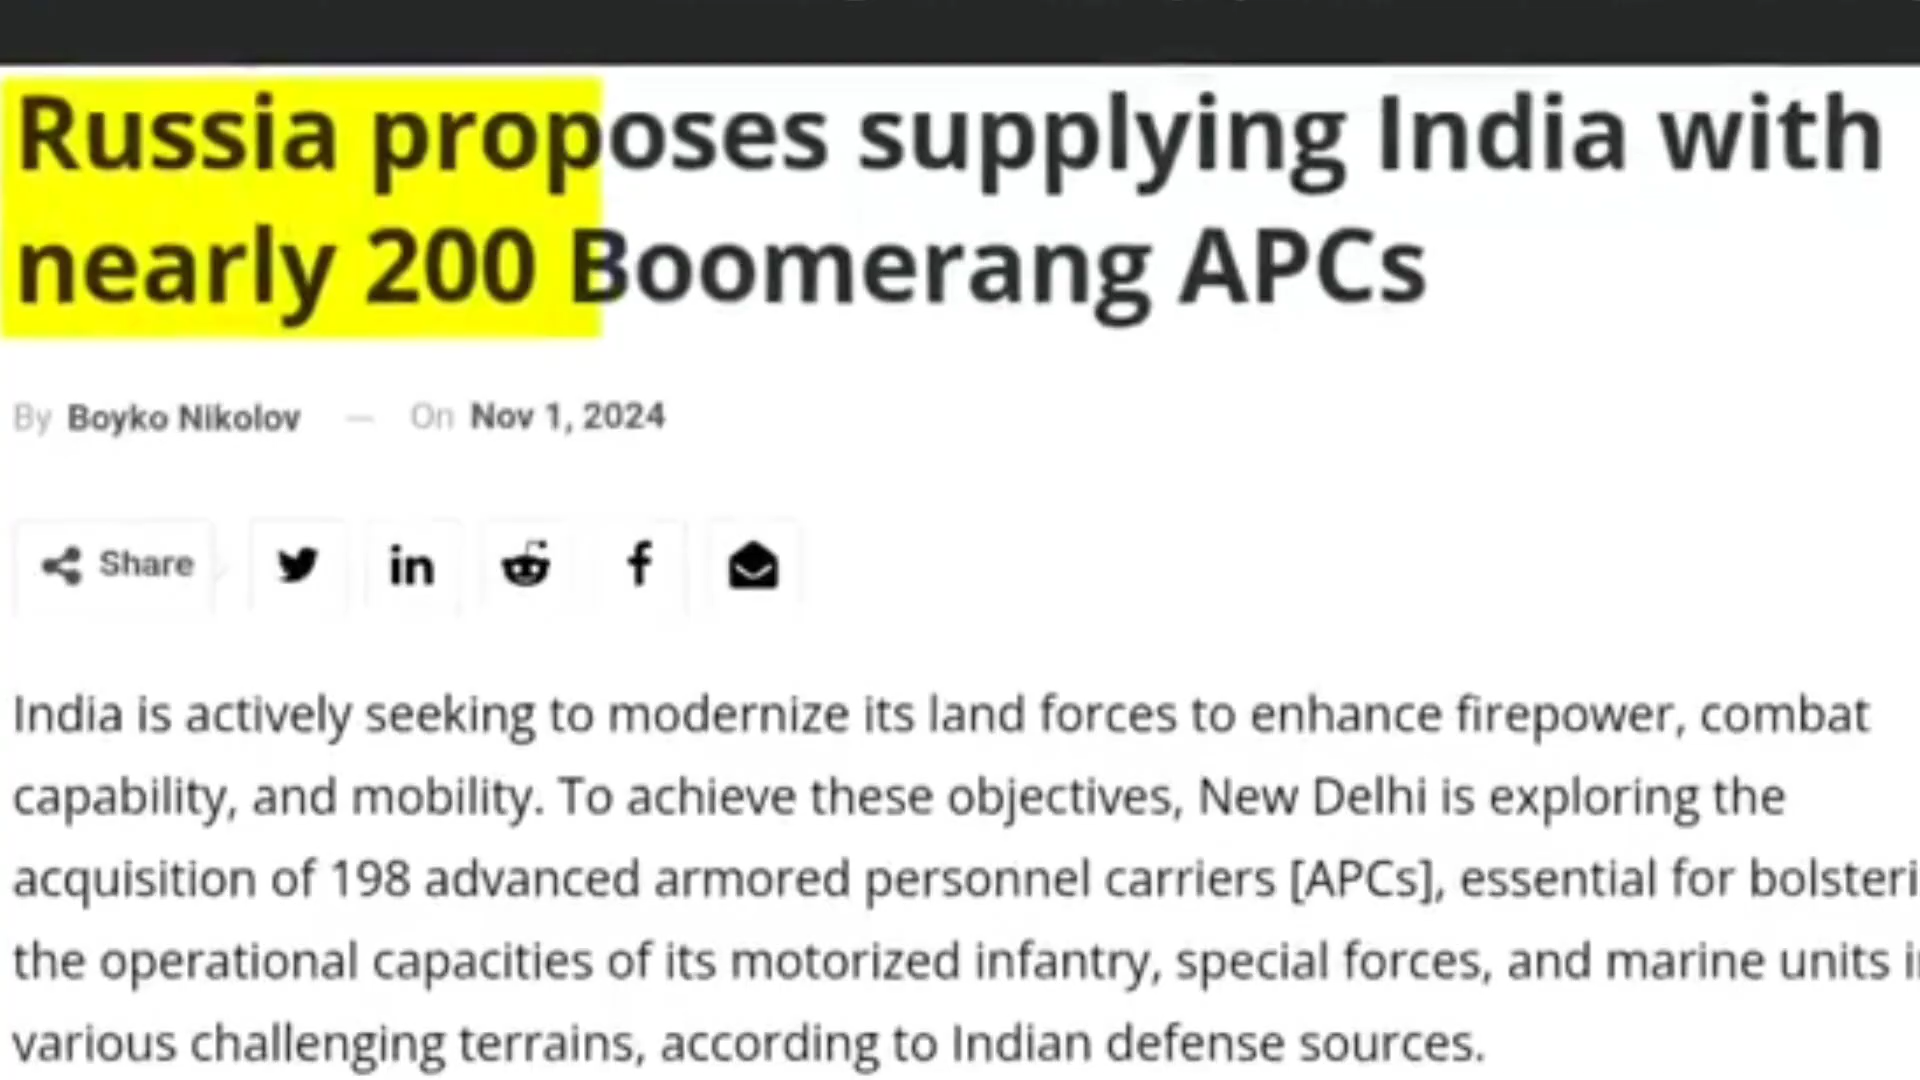 Russia proposes supplying India with
nearly 200 Boomerang APCs
By Boyko Nikolov — On Nov 1, 2024
Share
India is actively seeking to modernize its land forces to enhance firepower, combat
capability, and mobility. To achieve these objectives, New Delhi is exploring the
acquisition of 198 advanced armored personnel carriers [APCs], essential for bolsteri
the operational capacities of its motorized infantry, special forces, and marine units i
various challenging terrains, according to Indian defense sources.